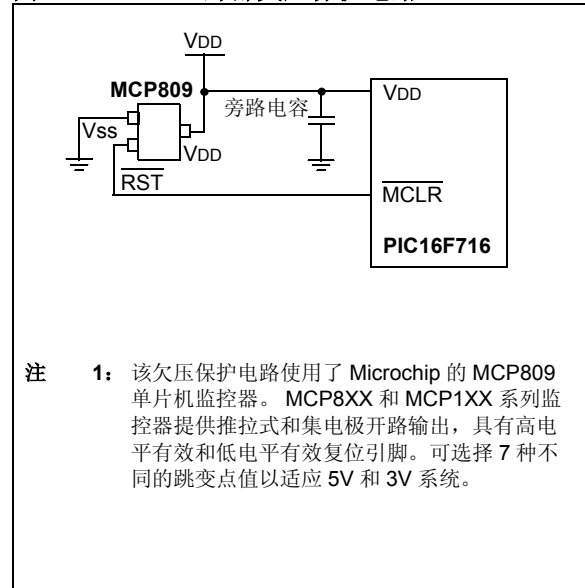 VDD
MCP809
VDD
旁路电容
Vss
VDD
RST
MCLR
PIC16F716
注 1： 该欠压保护电路使用了 Microchip 的 MCP809
单片机监控器。 MCP8XX 和 MCP1XX 系列监
控器提供推拉式和集电极开路输出，具有高电
平有效和低电平有效复位引脚。可选择 7 种不
同的跳变点值以适应 5V 和 3V 系统。